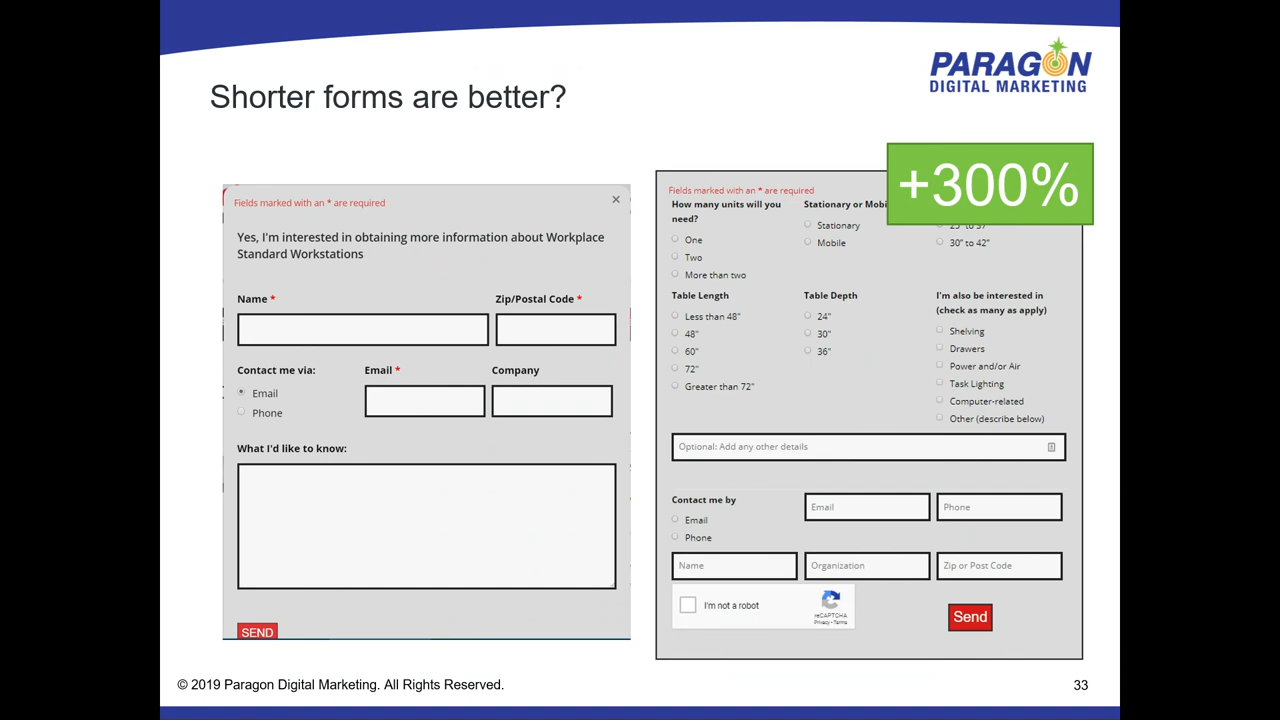 PARAGON
DIGITAL MARKETING
Shorter forms are better?
Fields marked with an * are required
Yes, I'm interested in obtaining more information about Workplace
Standard Workstations
Name *
Zip/Postal Code *
Contact me via:
Email *
Company
Email
Phone
What I'd like to know:
SEND
+300%
Fields marked with an * are required
How many units will you
need?
One
Two
More than two
Stationary or Mobi
Stationary
Mobile
30" to 42"
Table Length
Less than 48"
48"
60"
72"
Greater than 72"
Table Depth
24"
30"
36"
I'm also be interested in
(check as many as apply)
Shelving
Drawers
Power and/or Air
Task Lighting
Computer-related
Other (describe below)
Optional: Add any other details
Contact me by
Email
Phone
Email
Phone
Name
Organization
Zip or Post Code
I'm not a robot
reCAPTCHA
Privacy - Terms
Send
© 2019 Paragon Digital Marketing. All Rights Reserved.
33